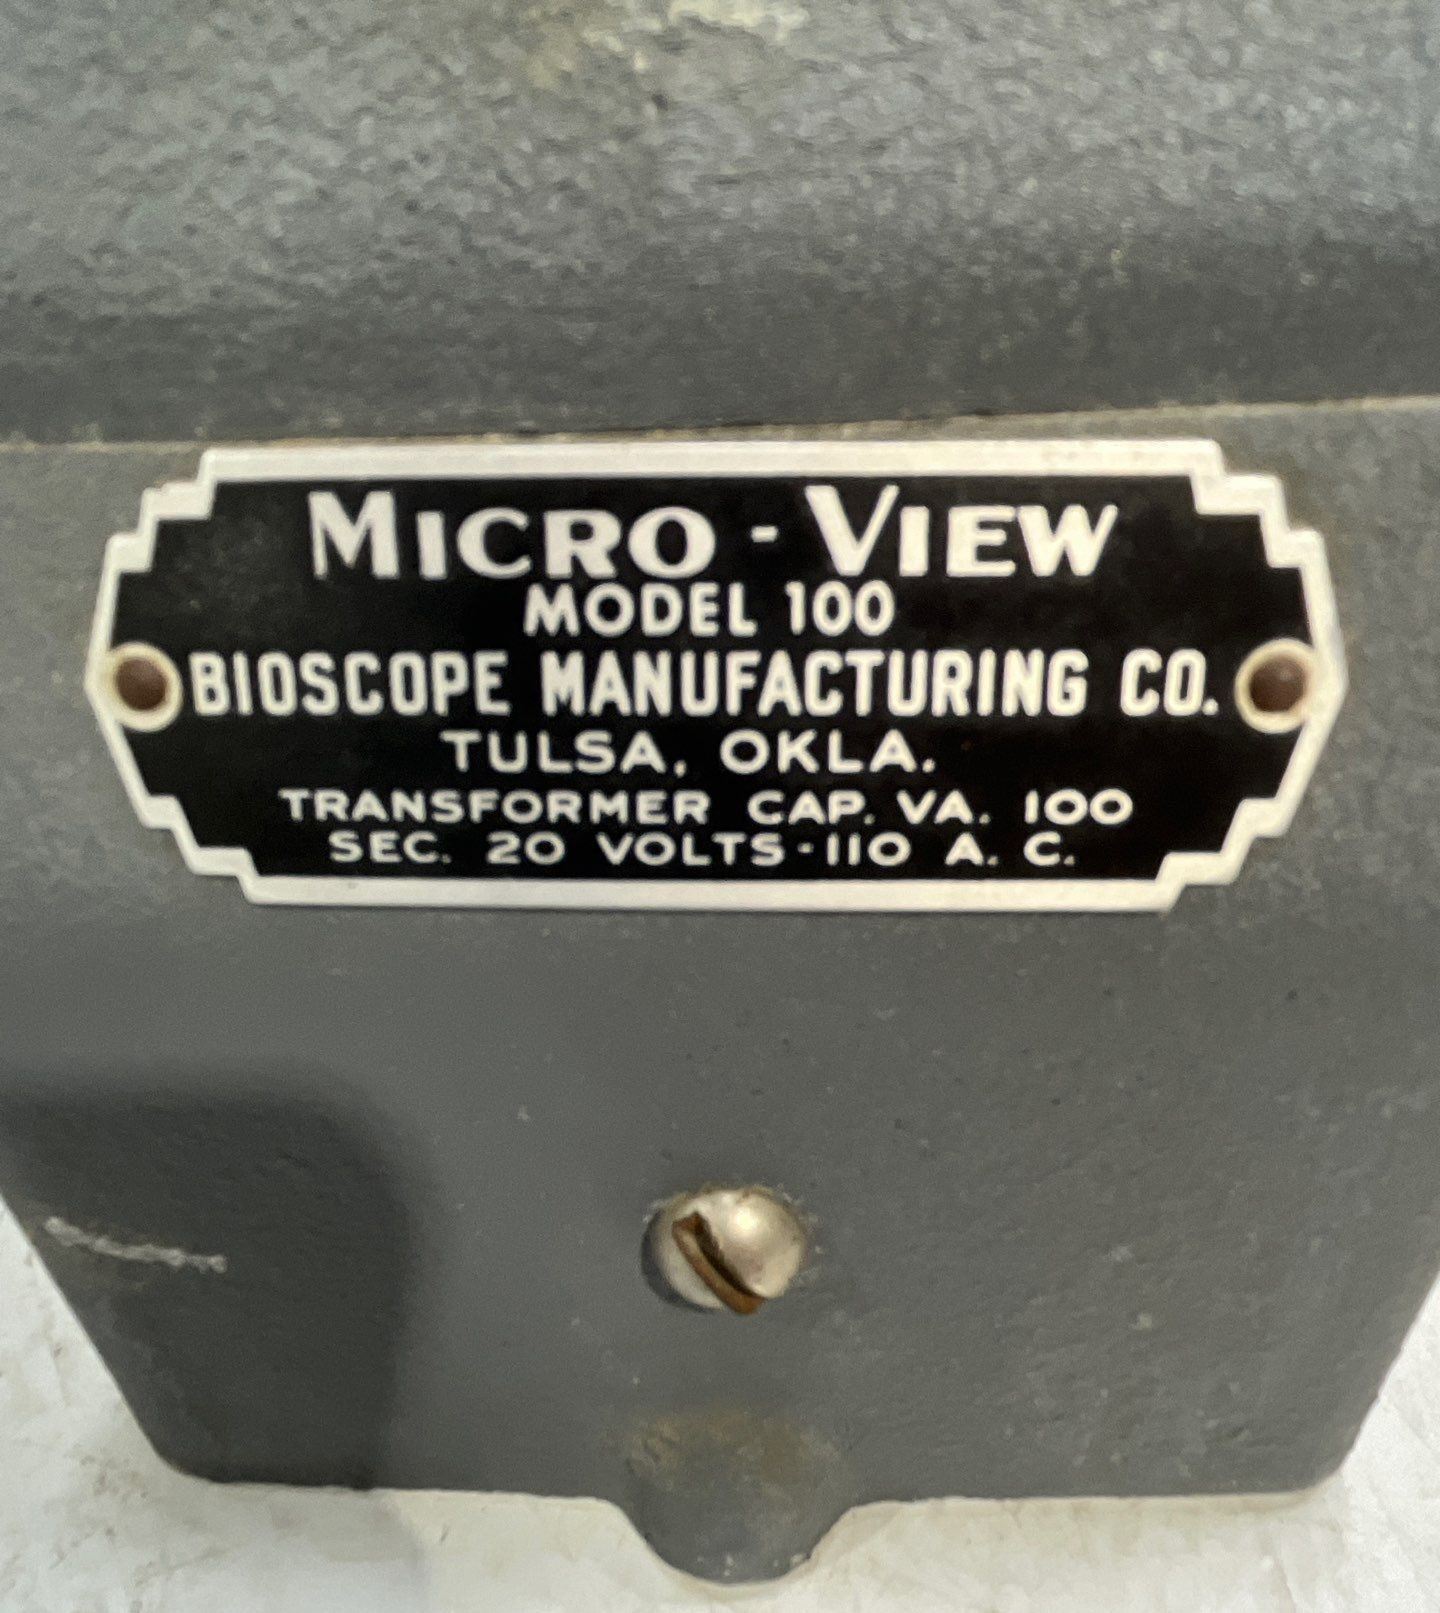 MICRO - VIEW
MODEL 100
BIOSCOPE MANUFACTURING CO.
TULSA, OKLA.
TRANSFORMER CAP. VA. 100
SEC. 20 VOLTS - 110 A. C.